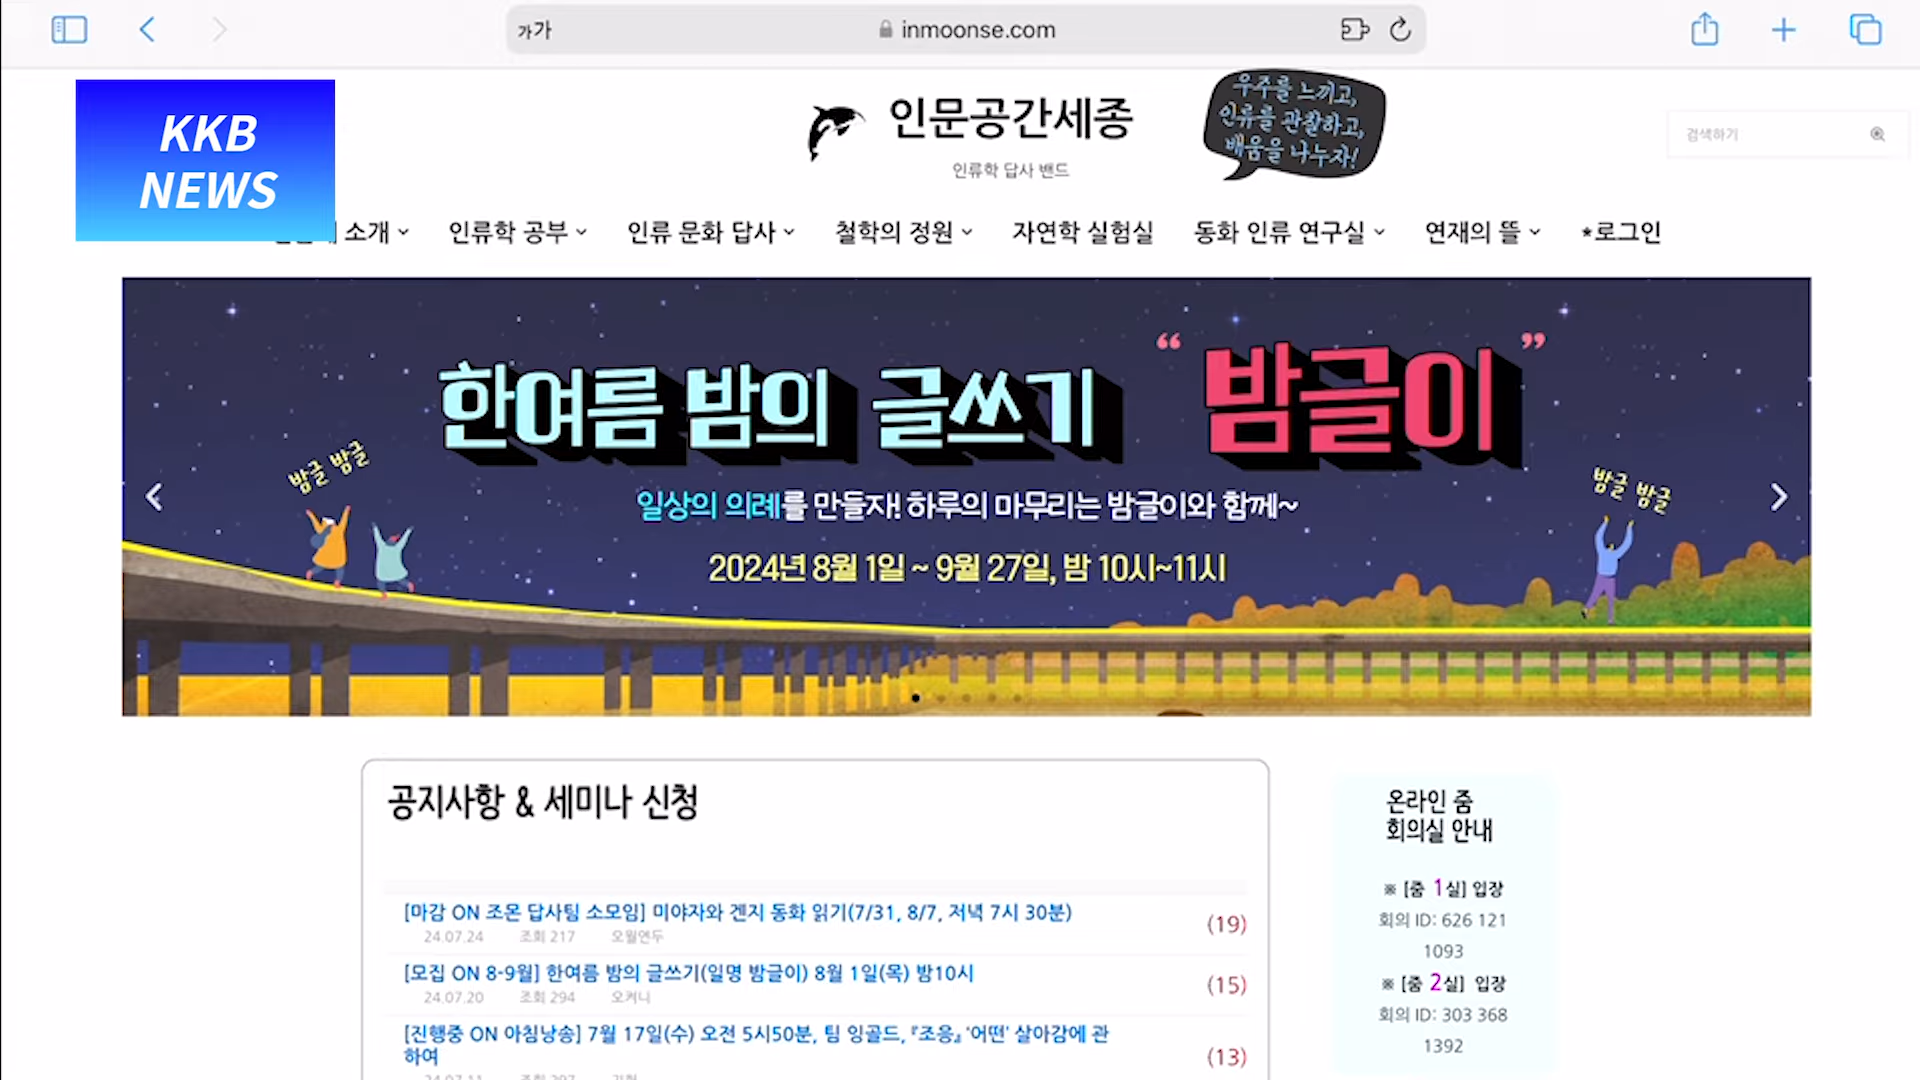 가가
inmoonse.com
KKB
NEWS
인문공간세종
인류학 답사 밴드
우주를 느끼고,
인류를 관찰하고,
배움을 나누자!
검색하기
소개
인류학 공부
인류 문화 답사
철학의 정원
자연학 실험실
동화 인류 연구실
연재의 뜰
*로그인
한여름 밤의 글쓰기 “밤글이”
밤글 밤글
밤글 밤글
일상의 의례를 만들자! 하루의 마무리는 밤글이와 함께~
2024년 8월 1일 ~ 9월 27일, 밤 10시~11시
공지사항 & 세미나 신청
[마감 ON 조몬 답사팅 소모임] 미야자와 겐지 동화 읽기(7/31, 8/7, 저녁 7시 30분)
(19)
24.07.24 조회 217 오월연두
[모집 ON 8-9월] 한여름 밤의 글쓰기(일명 밤글이) 8월 1일(목) 밤10시
(15)
24.07.20 조회 294 오켜니
[진행중 ON 아침낭송] 7월 17일(수) 오전 5시50분, 팀 잉골드, 『조응』 '어떤' 살아감에 관
하여
(13)
온라인 줌
회의실 안내
※ [줌 1실] 입장
회의 ID: 626 121
1093
※ [줌 2실] 입장
회의 ID: 303 368
1392